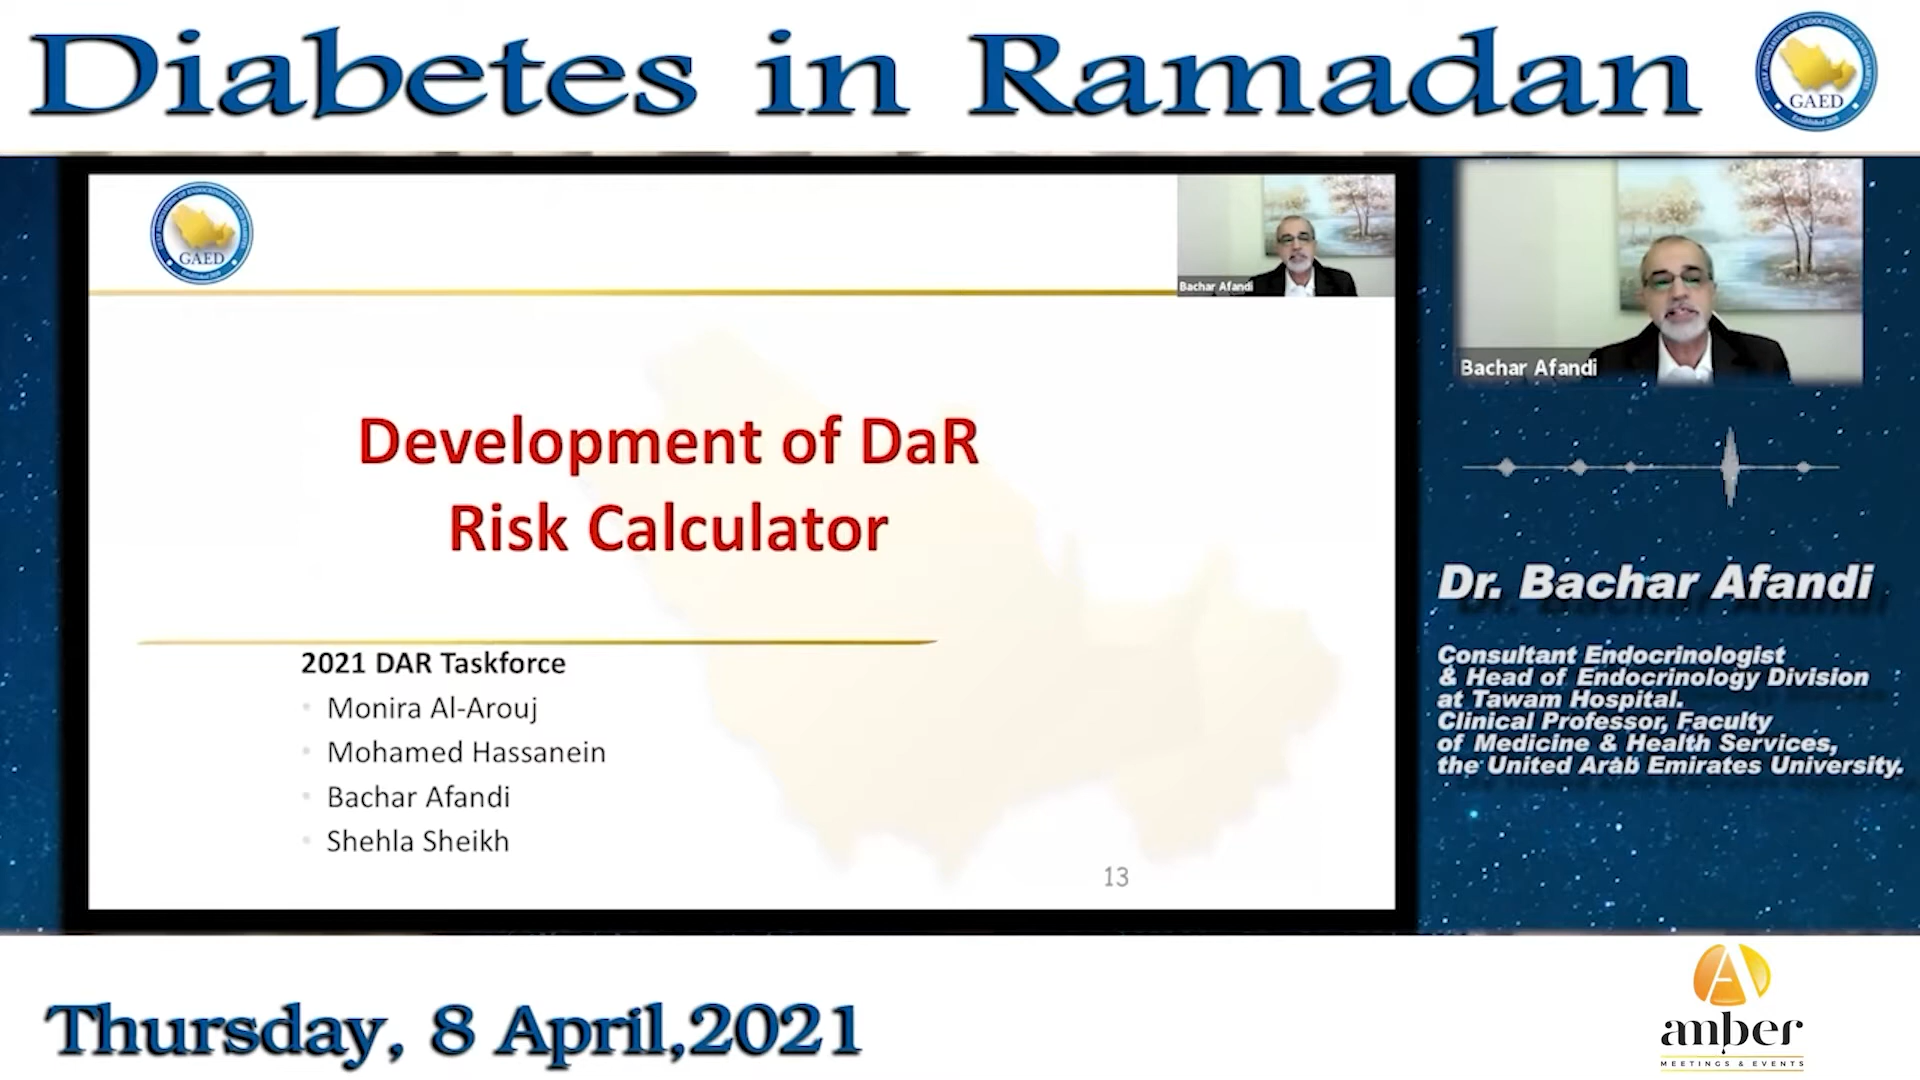 Diabetes in Ramadan
GAED
GAED
Bachar Afandi
Bachar Afandi
Development of DaR
Risk Calculator
2021 DAR Taskforce
• Monira Al-Arouj
• Mohamed Hassanein
• Bachar Afandi
• Shehla Sheikh
13
Dr. Bachar Afandi
Consultant Endocrinologist
& Head of Endocrinology Division
at Tawam Hospital.
Clinical Professor, Faculty
of Medicine & Health Services,
the United Arab Emirates University.
Thursday, 8 April,2021
amber
MEETINGS & EVENTS